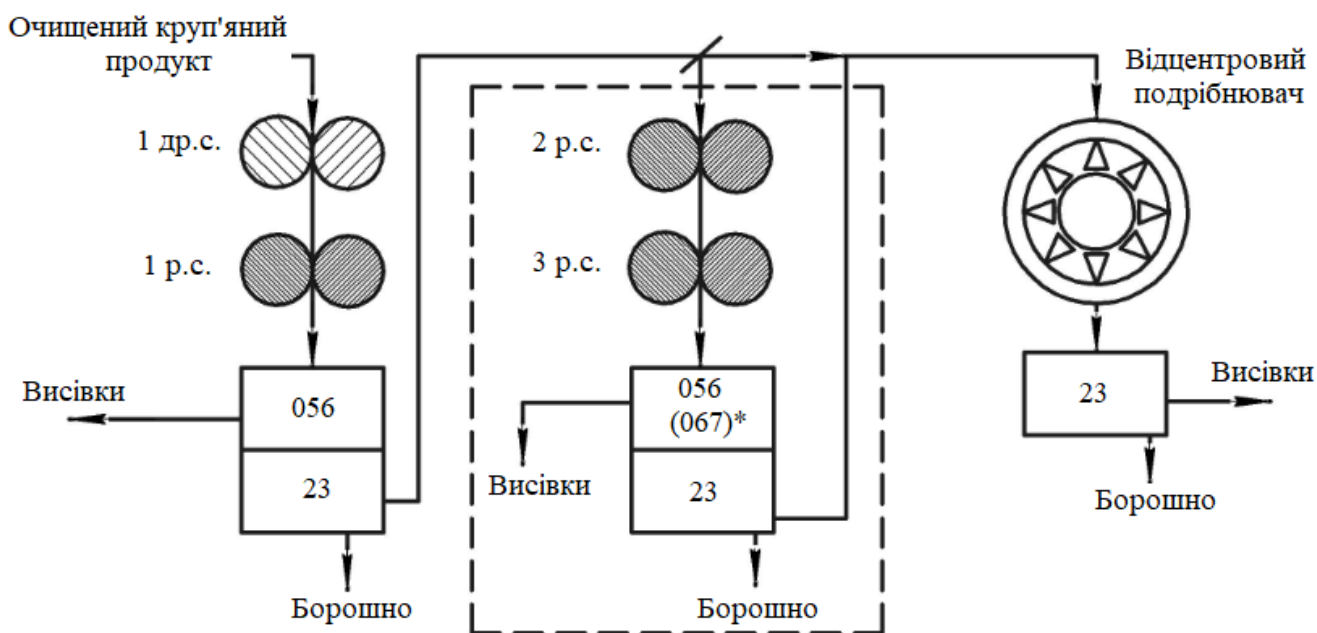 Очищений круп'яний
продукт
1 др.с.
1 р.с.
056
23
Висівки
Борошно
2 р.с.
3 р.с.
056
(067)*
23
Висівки
Борошно
Відцентровий
подрібнювач
23
Висівки
Борошно